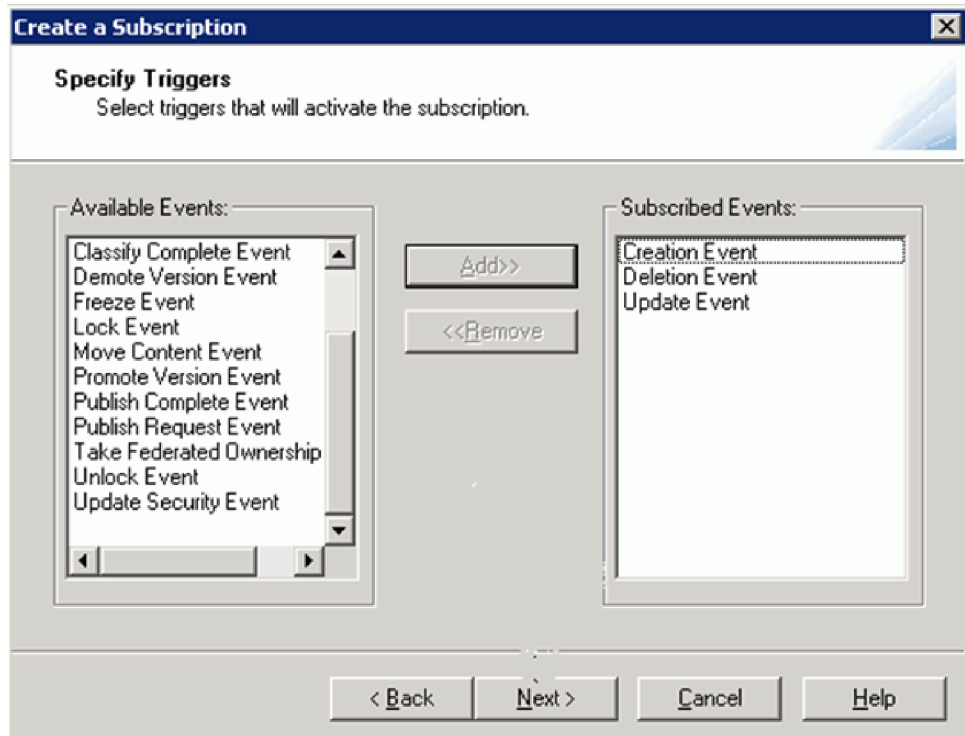 Create a Subscription
Specify Triggers
Select triggers that will activate the subscription.
Available Events:
Classify Complete Event
Demote Version Event
Freeze Event
Lock Event
Move Content Event
Promote Version Event
Publish Complete Event
Publish Request Event
Take Federated Ownership
Unlock Event
Update Security Event
Add>>
<<Remove
Subscribed Events:
Creation Event
Deletion Event
Update Event
< Back
Next >
Cancel
Help